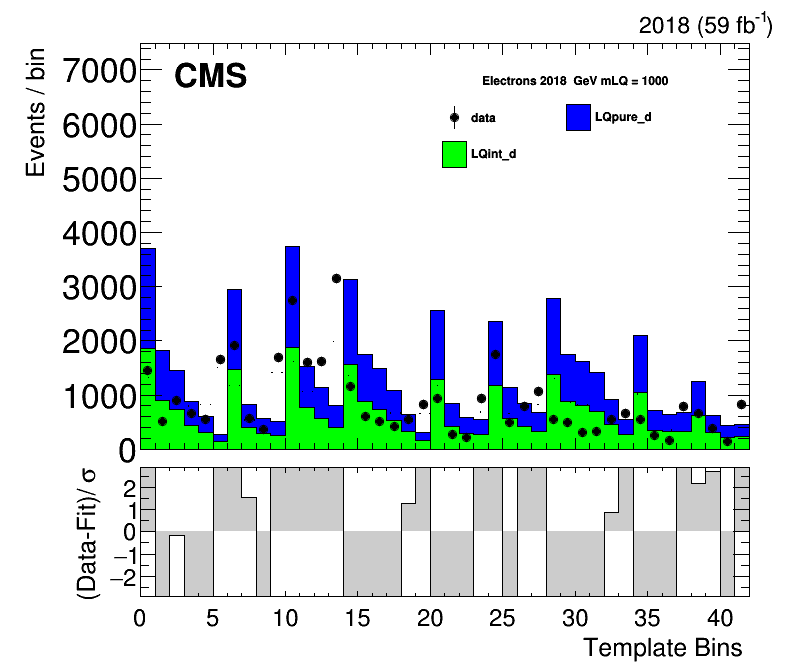 2018 (59 fb-1)
CMS
Electrons 2018 GeV mLQ = 1000
data
LQpure_d
LQint_d
Events / bin
7000
6000
5000
4000
3000
2000
1000
0
(Data-Fit)/ σ
2
1
0
−1
−2
0 5 10 15 20 25 30 35 40
Template Bins